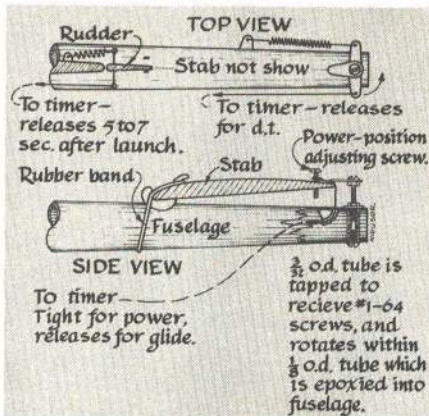 TOP VIEW
Rudder
Stab not show
To timer—
releases 5 to 7
sec. after launch.
To timer—releases
for d.t.
Power-position
adjusting screw.
Rubber band
Stab
Fuselage
SIDE VIEW
To timer
Tight for power,
releases for glide.
3/32 o.d. tube is
tapped to
recieve #1-64
screws, and
rotates within
1/8 o.d. tube which
is epoxied into
fuselage.